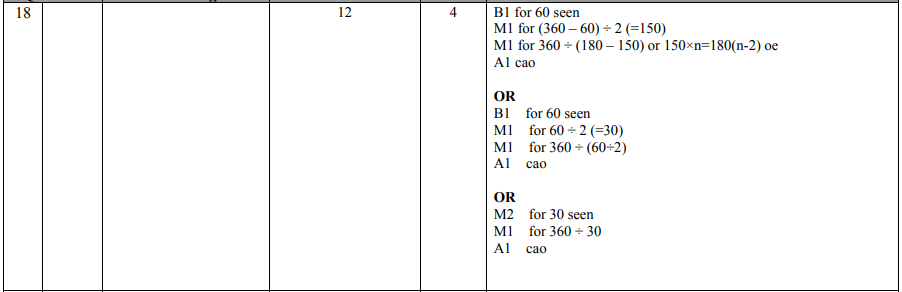 18 12 4 B1 for 60 seen
M1 for (360 – 60) ÷ 2 (=150)
M1 for 360 ÷ (180 – 150) or 150×n=180(n-2) oe
A1 cao
OR
B1 for 60 seen
M1 for 60 ÷ 2 (=30)
M1 for 360 ÷ (60÷2)
A1 cao
OR
M2 for 30 seen
M1 for 360 ÷ 30
A1 cao